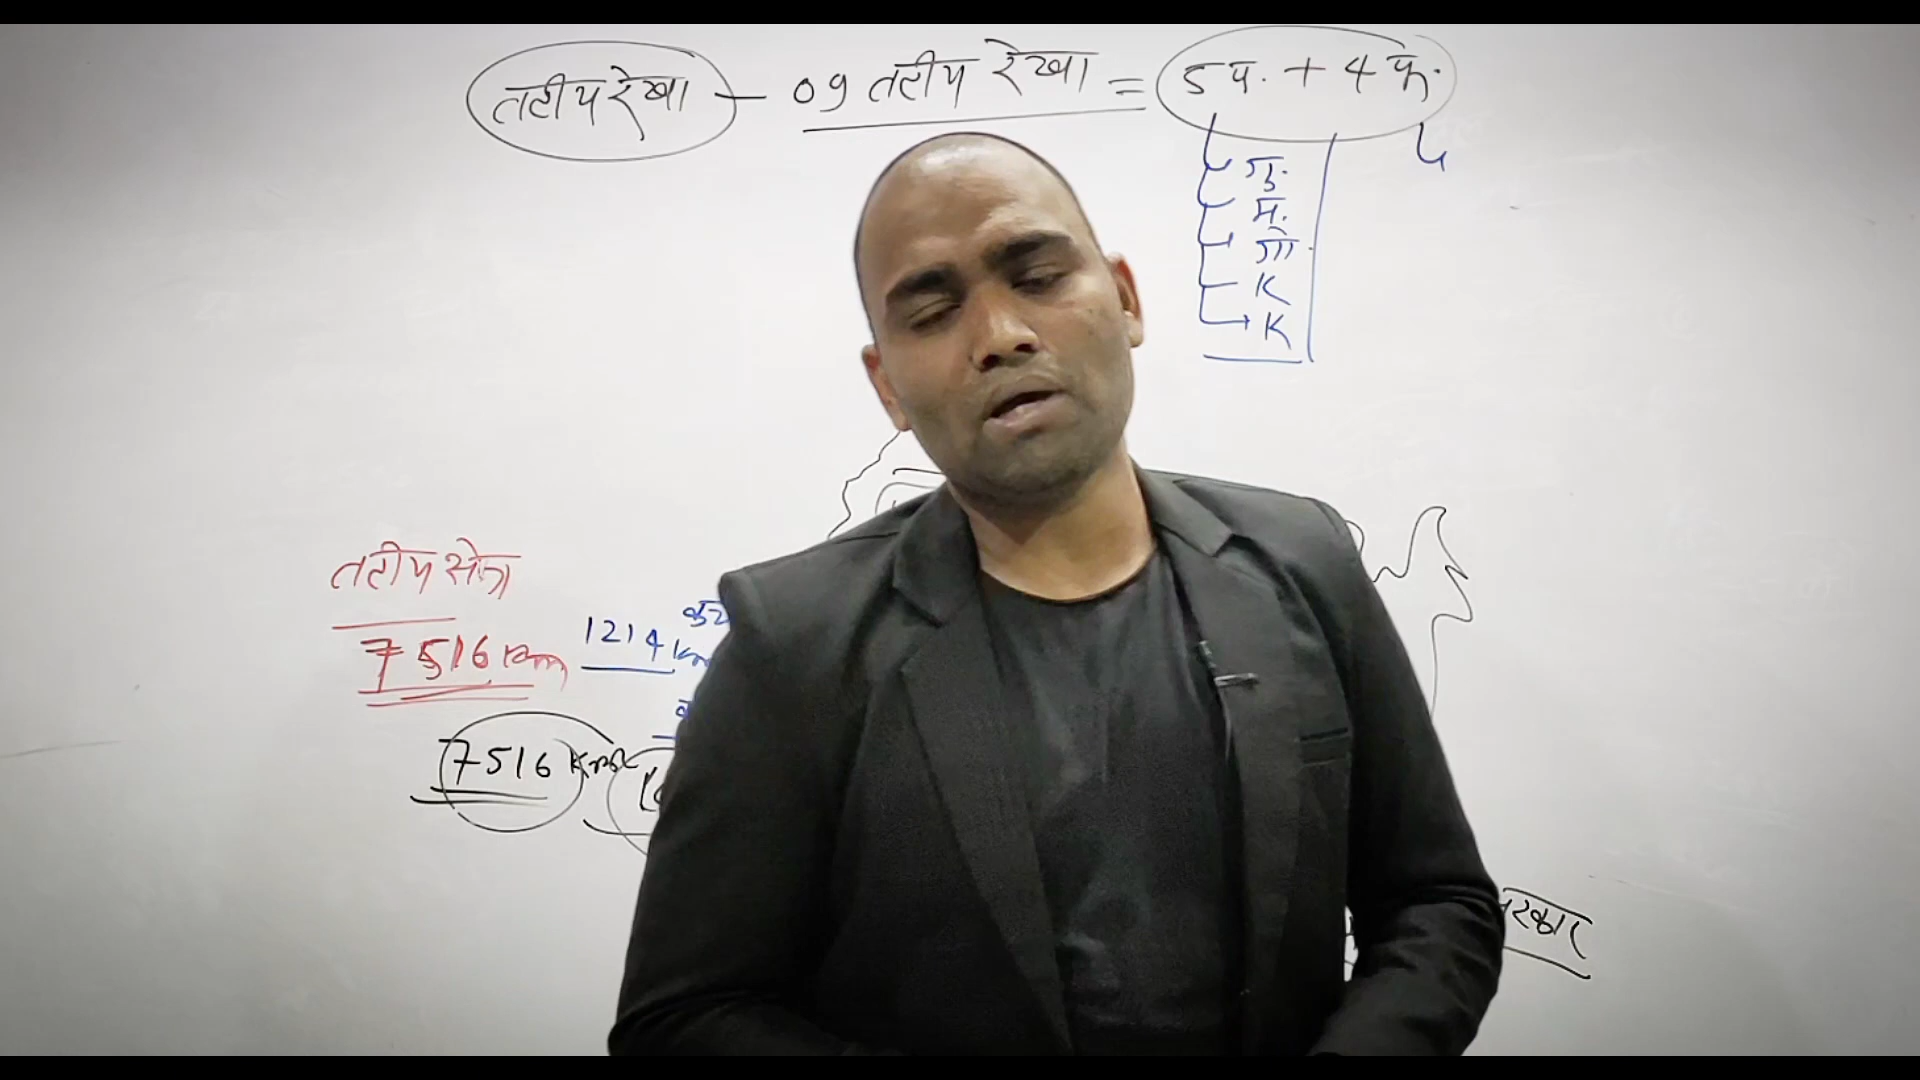 तटीय रेखा — 09 तटीय रेखा = 5 प. + 4 पू.
गु.
म.
गो.
K
K
तटीय क्षेत्र
7516 Km
1214 Km
7516 Km